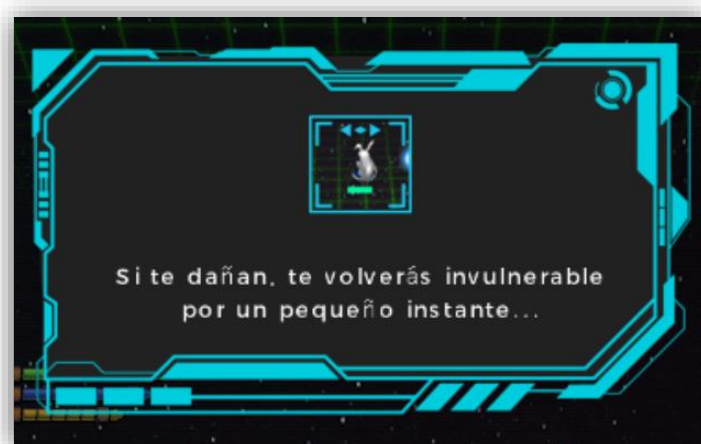 Si te dañan, te volverás invulnerable
por un pequeño instante...